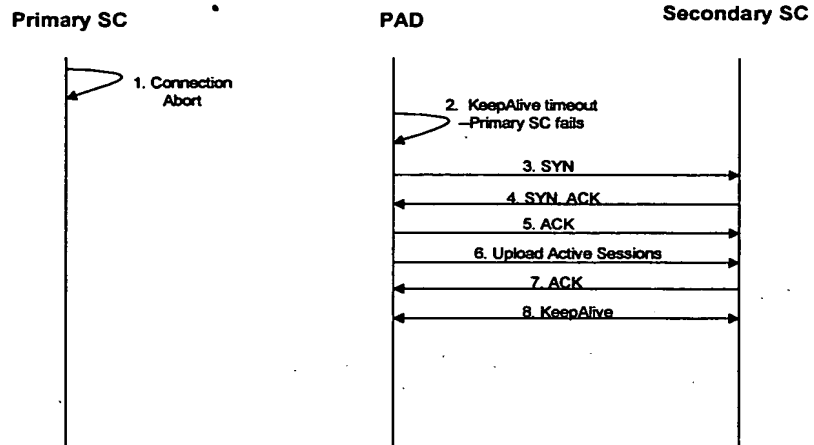 Primary SC
PAD
Secondary SC
1. Connection
Abort
2. KeepAlive timeout
–Primary SC fails
3. SYN
4. SYN, ACK
5. ACK
6. Upload Active Sessions
7. ACK
8. KeepAlive